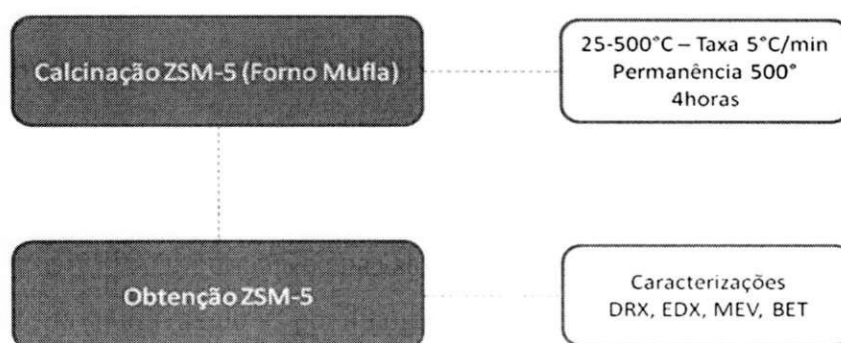 Calcinação ZSM-5 (Forno Mufla)
25-500°C – Taxa 5°C/min
Permanência 500°
4horas
Obtenção ZSM-5
Caracterizações
DRX, EDX, MEV, BET